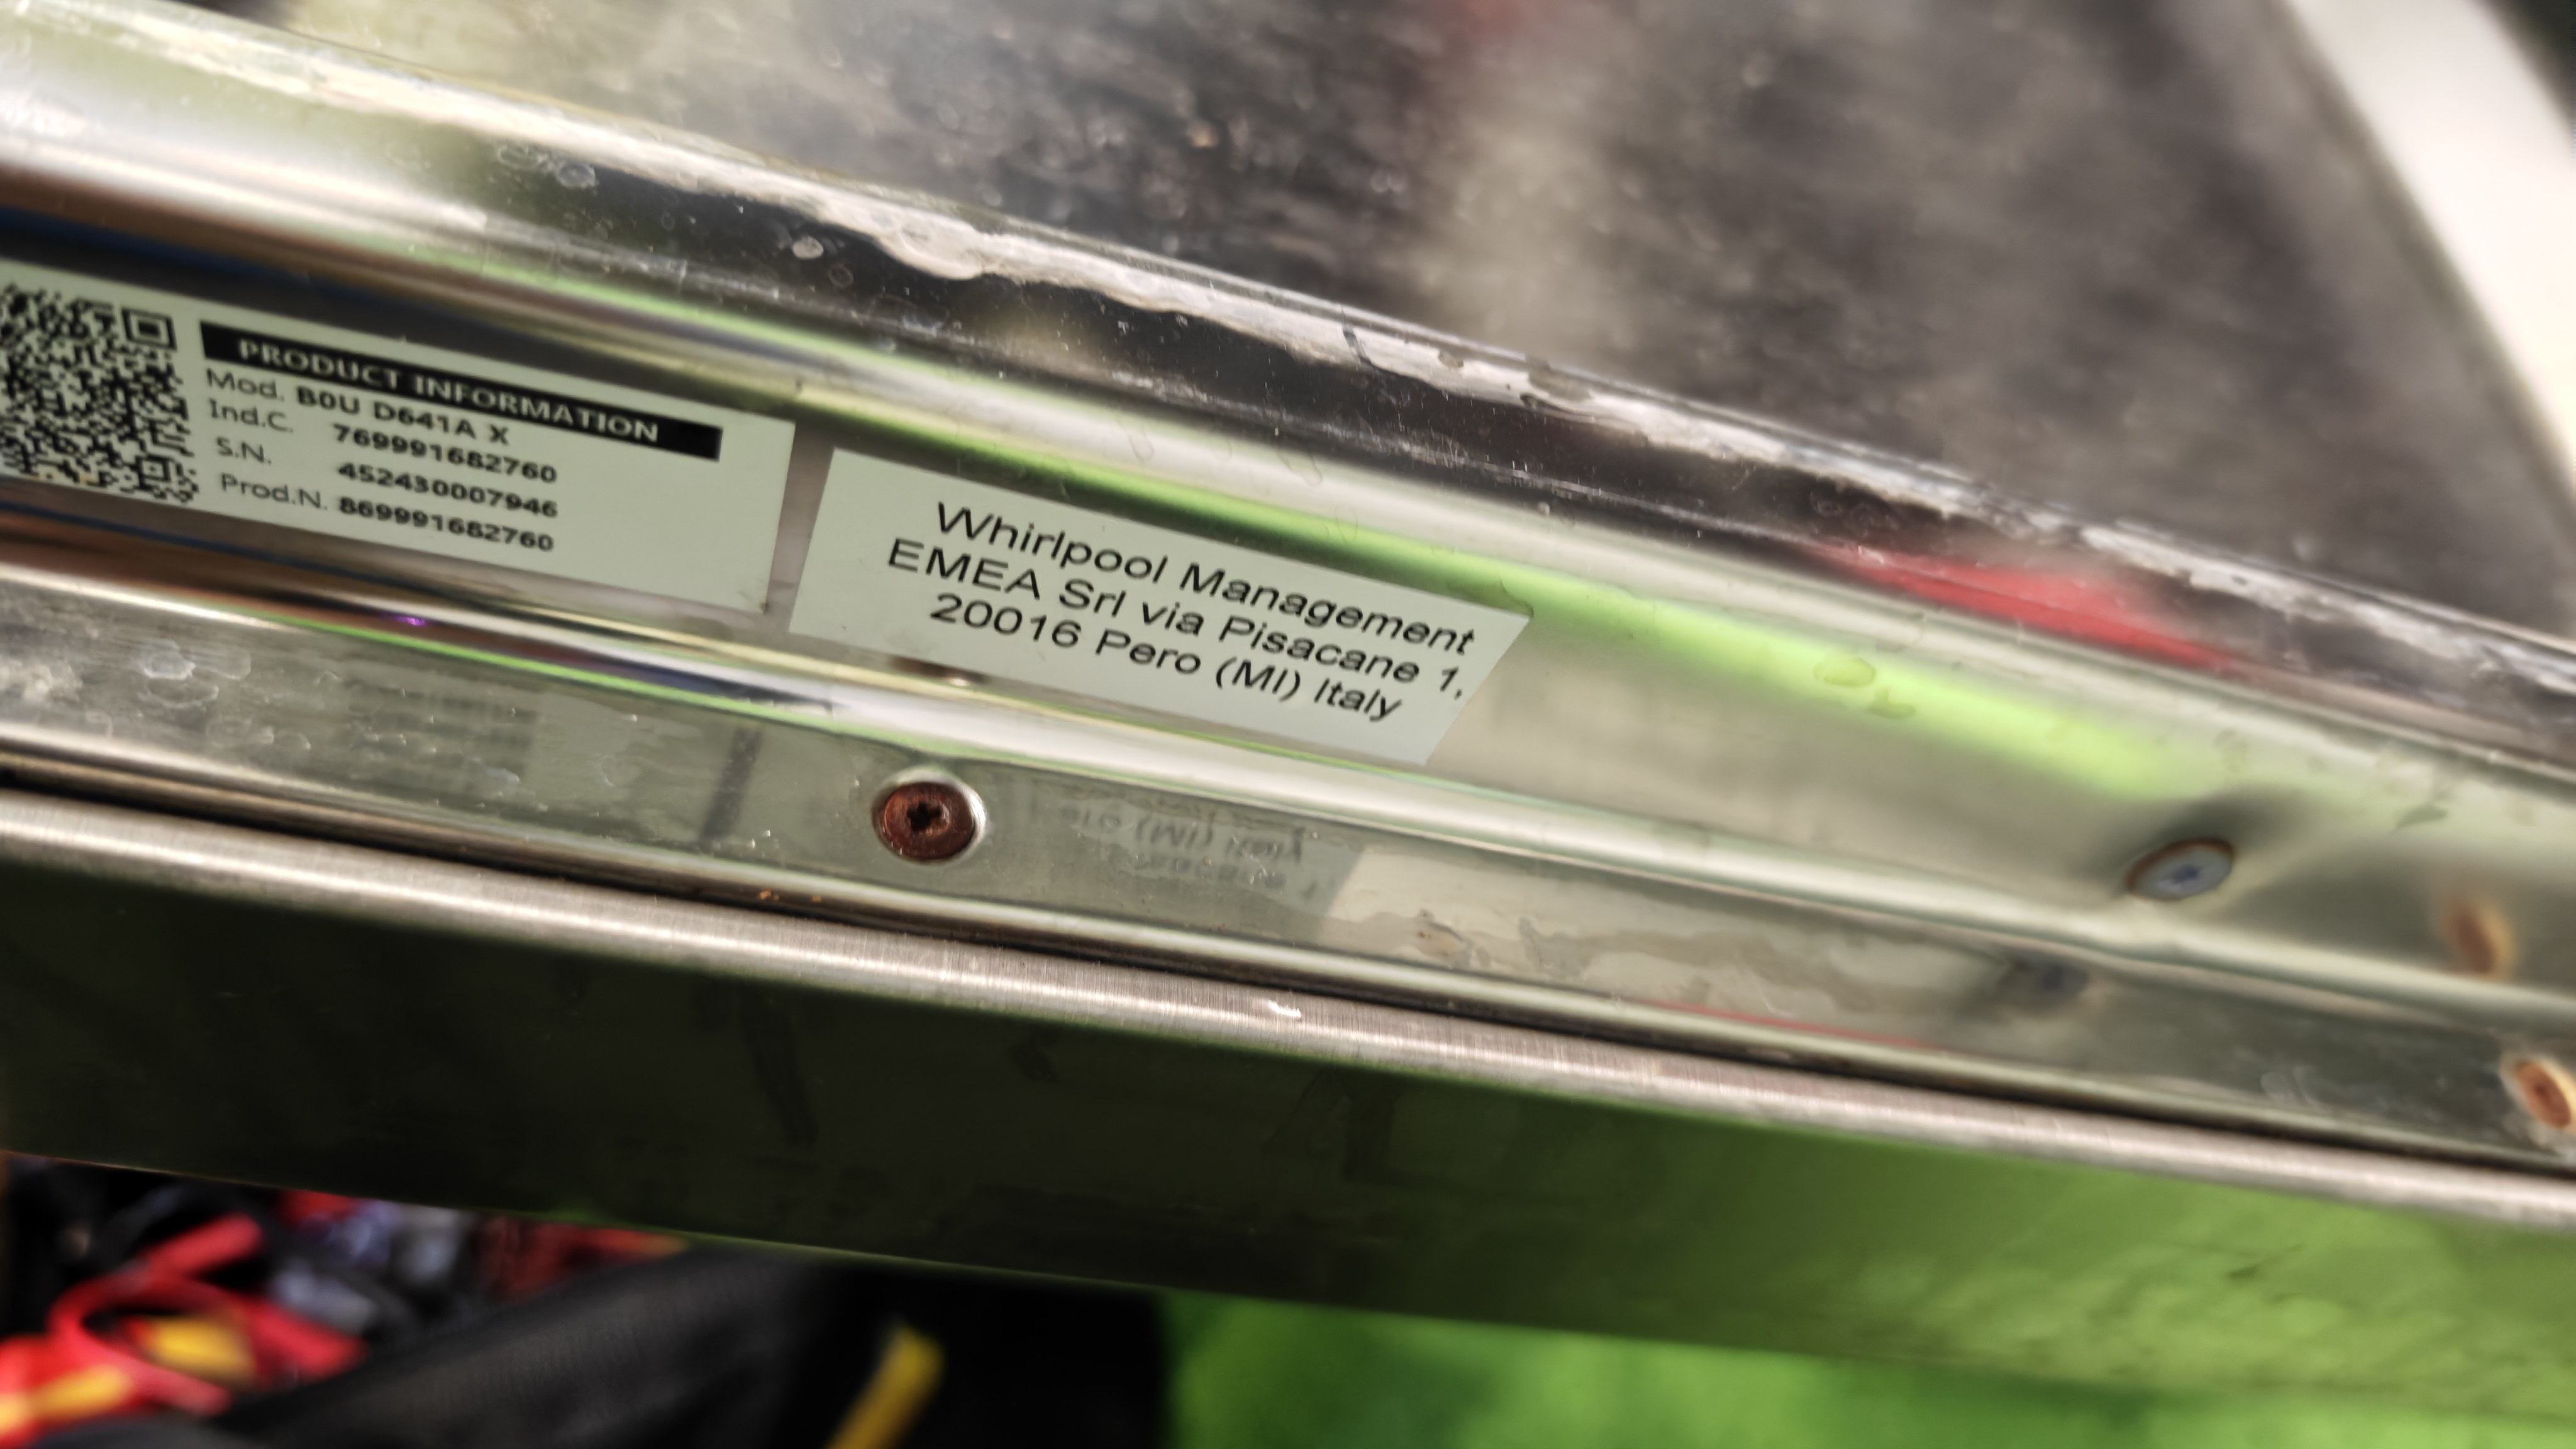 PRODUCT INFORMATION
Mod. B0U D641A X
Ind.C. 769991682760
S.N. 452430007946
Prod.N. 869991682760
Whirlpool Management
EMEA Srl via Pisacane 1,
20016 Pero (MI) Italy